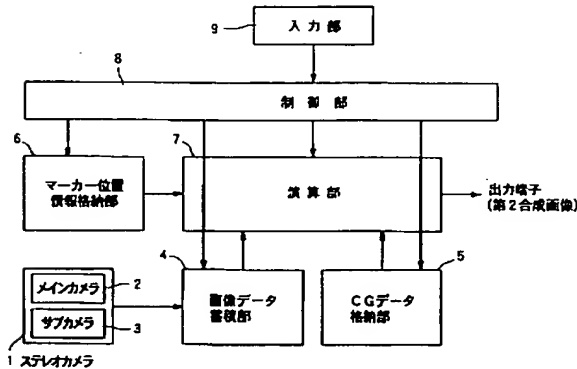 9
入力部
8
制御部
6
マーカー位置
情報格納部
7
演算部
出力端子
(第2合成画像)
4
画像データ
蓄積部
5
CGデータ
格納部
メインカメラ
2
サブカメラ
3
1 ステレオカメラ